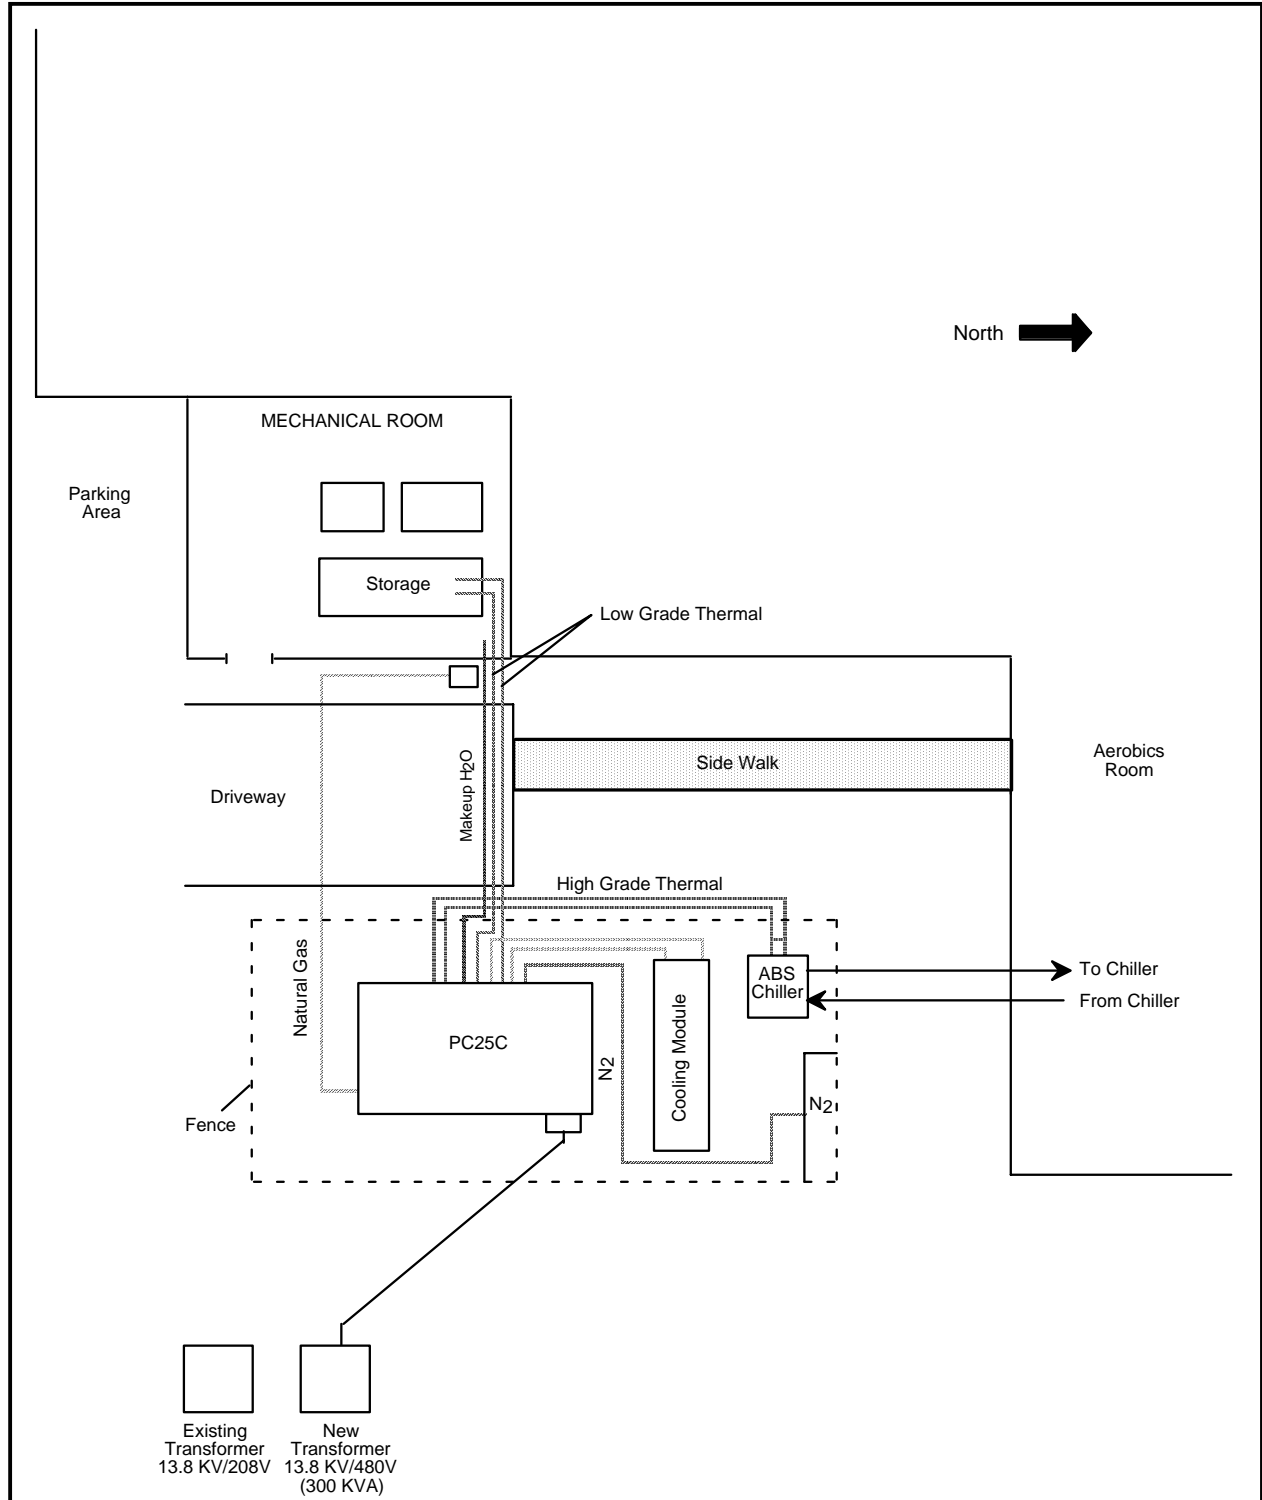 North
MECHANICAL ROOM
Parking
Area
Storage
Low Grade Thermal
Makeup H2O
Side Walk
Aerobics
Room
Driveway
High Grade Thermal
Natural Gas
ABS
Chiller
To Chiller
From Chiller
PC25C
N2
Cooling Module
N2
Fence
Existing
Transformer
13.8 KV/208V
New
Transformer
13.8 KV/480V
(300 KVA)